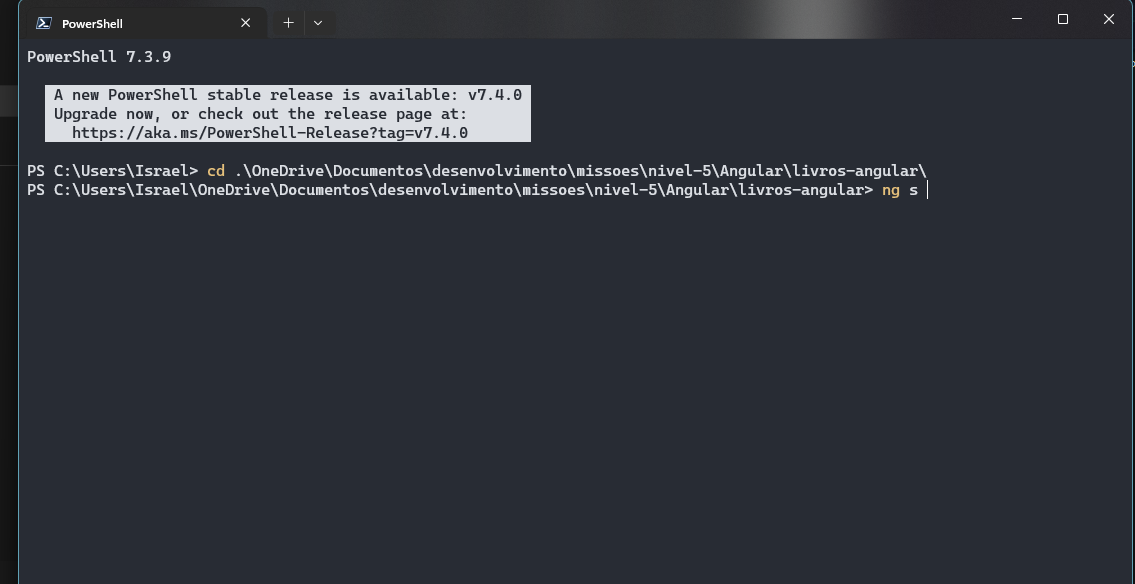 PowerShell
PowerShell 7.3.9
A new PowerShell stable release is available: v7.4.0
Upgrade now, or check out the release page at:
https://aka.ms/PowerShell-Release?tag=v7.4.0
PS C:\Users\Israel> cd .\OneDrive\Documentos\desenvolvimento\missoes\nivel-5\Angular\livros-angular\
PS C:\Users\Israel\OneDrive\Documentos\desenvolvimento\missoes\nivel-5\Angular\livros-angular> ng s